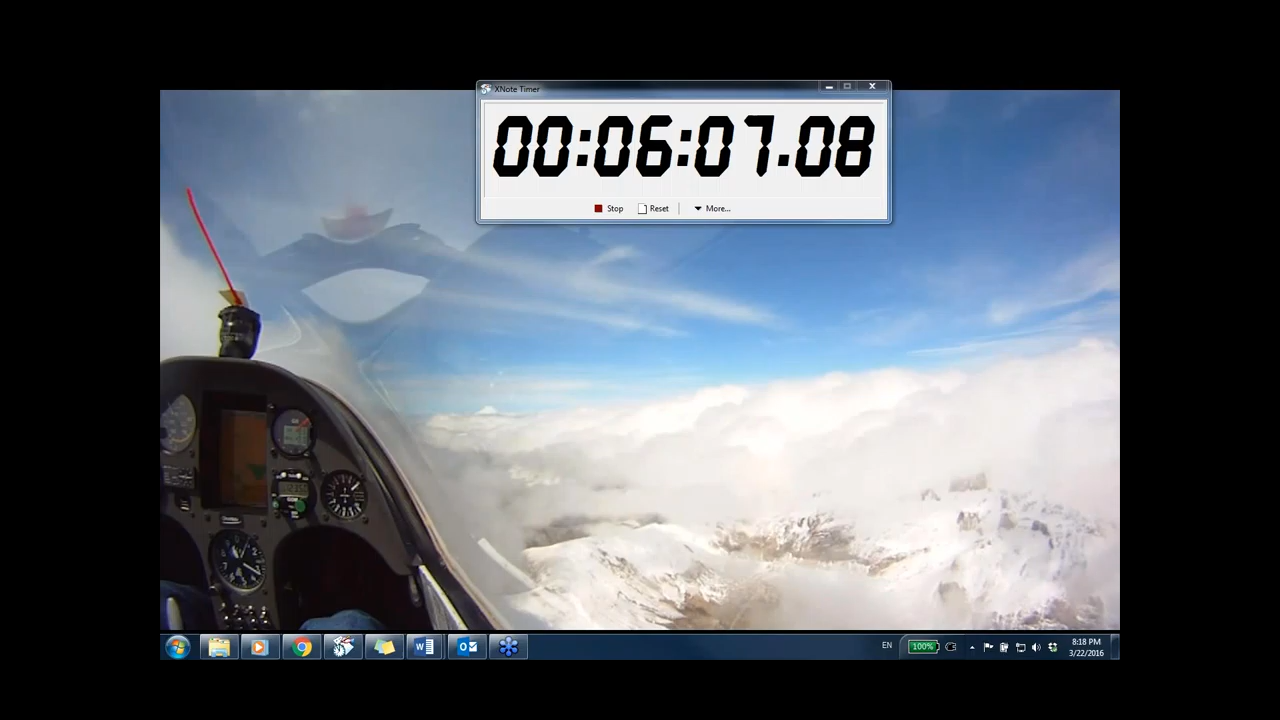 XNote Timer
00:06:07.08
Stop Reset More...
EN 100% 8:18 PM
3/22/2016